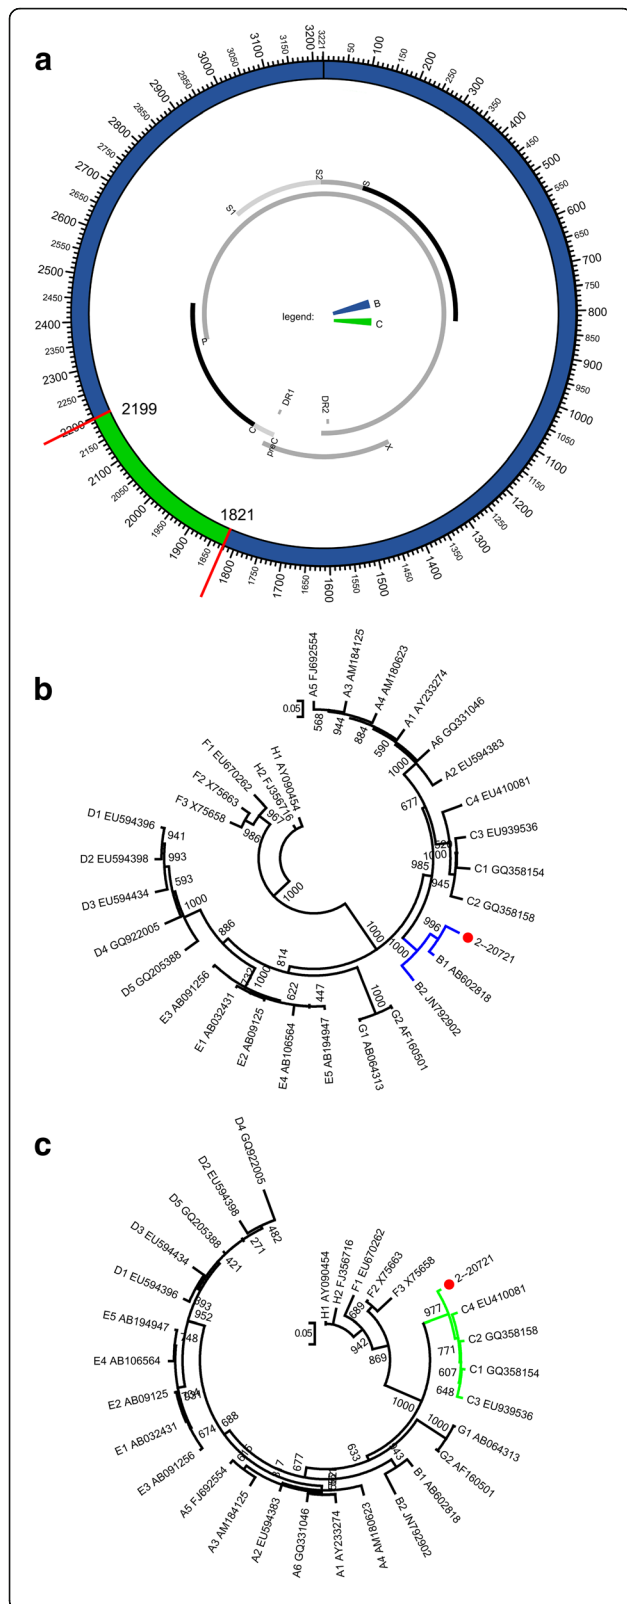 a
3221
50
100
150
200
250
300
350
400
450
500
550
600
650
700
750
800
850
900
950
1000
1050
1100
1150
1200
1250
1300
1350
1400
1450
1500
1550
1600
1650
1700
1750
1800
1850
1900
1950
2000
2050
2100
2150
2200
2250
2300
2350
2400
2450
2500
2550
2600
2650
2700
2750
2800
2850
2900
2950
3000
3050
3100
3150
3200
S1
S2
S
P
C
preC
X
DR1
DR2
legend:
B
C
2199
1821
b
0.05
A5 FJ692554
A3 AM184125
A4 AM180623
A1 AY233274
A6 GQ331046
A2 EU594383
C4 EU410081
C3 EU939536
C1 GQ358154
C2 GQ358158
2--20721
B1 AB602818
B2 JN792902
G2 AF160501
G1 AB064313
E5 AB194947
E4 AB106564
E2 AB09125
E1 AB032431
E3 AB091256
D5 GQ205388
D4 GQ922005
D3 EU594434
D2 EU594398
D1 EU594396
F3 X75658
F2 X75663
F1 EU670262
H2 FJ356716
H1 AY090454
568
944
884
590
1000
677
1000
985
945
996
1000
1000
1000
447
622
814
1000
886
1000
593
993
941
986
967
1000
c
0.05
D4 GQ922005
D2 EU594398
D5 GQ205388
D3 EU594434
D1 EU594396
E5 AB194947
E4 AB106564
E2 AB09125
E1 AB032431
E3 AB091256
A5 FJ692554
A3 AM184125
A2 EU594383
A6 GQ331046
A1 AY233274
A4 AM180623
B2 JN792902
B1 AB602818
G2 AF160501
G1 AB064313
C3 EU939536
C1 GQ358154
C2 GQ358158
C4 EU410081
2--20721
F3 X75658
F2 X75663
F1 EU670262
H2 FJ356716
H1 AY090454
482
271
421
952
674
688
677
633
1000
1000
648
607
771
977
869
942
689